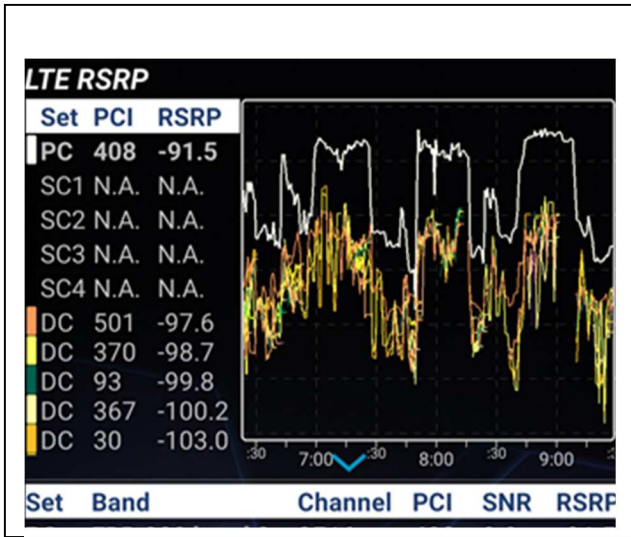 LTE RSRP
Set PCI RSRP
PC 408 -91.5
SC1 N.A. N.A.
SC2 N.A. N.A.
SC3 N.A. N.A.
SC4 N.A. N.A.
DC 501 -97.6
DC 370 -98.7
DC 93 -99.8
DC 367 -100.2
DC 30 -103.0
:30 7:00 :30 8:00 :30 9:00
Set Band Channel PCI SNR RSRP